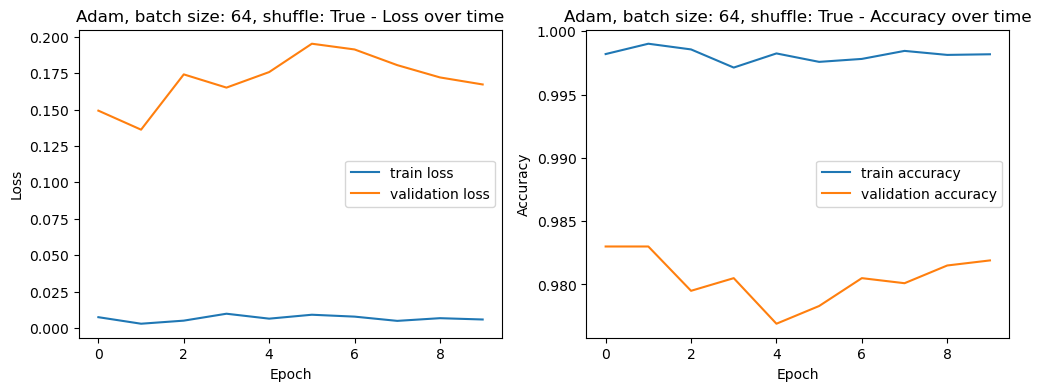 Adam, batch size: 64, shuffle: True - Loss over time
0.200
0.175
0.150
0.125
0.100
0.075
0.050
0.025
0.000
Loss
train loss
validation loss
0 2 4 6 8
Epoch
Adam, batch size: 64, shuffle: True - Accuracy over time
1.000
0.995
0.990
0.985
0.980
Accuracy
train accuracy
validation accuracy
0 2 4 6 8
Epoch